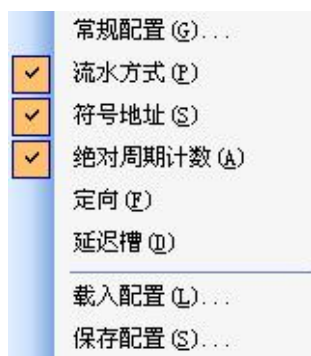 常规配置(G)...
流水方式(P)
符号地址(S)
绝对周期计数(A)
定向(F)
延迟槽(D)
载入配置(L)...
保存配置(S)...